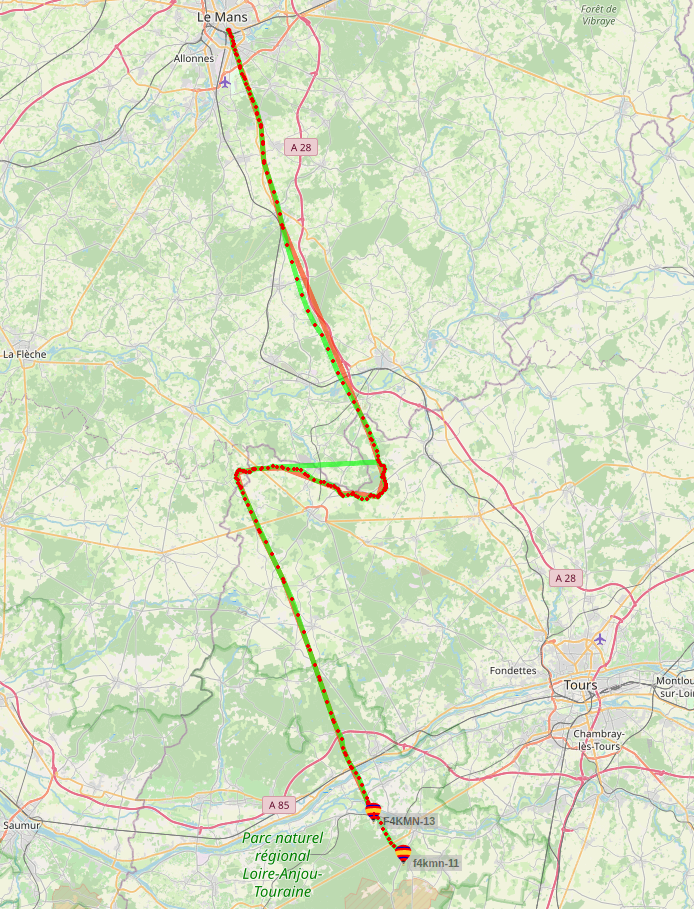 Le Mans
Forêt de
Vibraye
Allonnes
A 28
La Flèche
A 28
Fondettes
Tours
Montlou
sur-Loi
Chambray-
lès-Tours
A 85
F4KMN-13
Saumur
Parc naturel
régional
Loire-Anjou-
Touraine
f4kmn-11